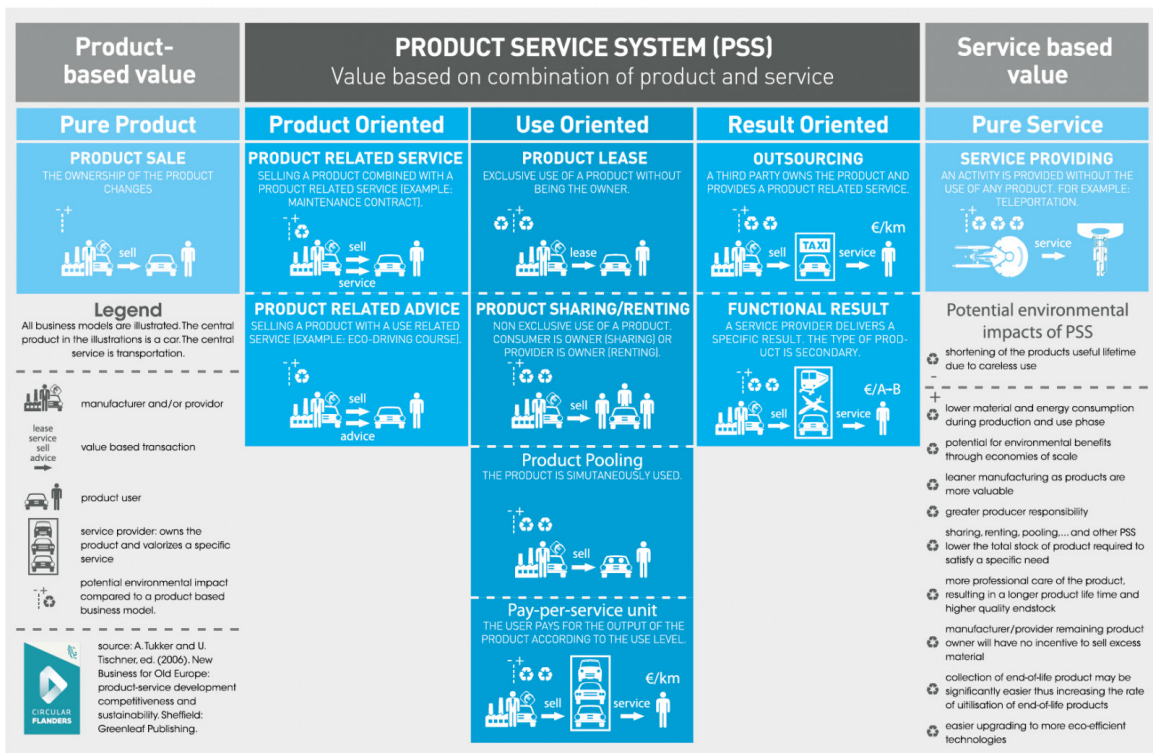 Product-
based value
PRODUCT SERVICE SYSTEM (PSS)
Value based on combination of product and service
Service based
value
Pure Product
Product Oriented
Use Oriented
Result Oriented
Pure Service
PRODUCT SALE
THE OWNERSHIP OF THE PRODUCT
CHANGES
- +
sell
PRODUCT RELATED SERVICE
SELLING A PRODUCT COMBINED WITH A
PRODUCT RELATED SERVICE (EXAMPLE:
MAINTENANCE CONTRACT).
- +
sell
service
PRODUCT LEASE
EXCLUSIVE USE OF A PRODUCT WITHOUT
BEING THE OWNER.
- +
lease
OUTSOURCING
A THIRD PARTY OWNS THE PRODUCT AND
PROVIDES A PRODUCT RELATED SERVICE.
- +
€/km
sell
TAXI
service
SERVICE PROVIDING
AN ACTIVITY IS PROVIDED WITHOUT THE
USE OF ANY PRODUCT. FOR EXAMPLE:
TELEPORTATION.
- +
service
PRODUCT RELATED ADVICE
SELLING A PRODUCT WITH A USE RELATED
SERVICE (EXAMPLE: ECO-DRIVING COURSE).
- +
sell
advice
PRODUCT SHARING/RENTING
NON EXCLUSIVE USE OF A PRODUCT.
CONSUMER IS OWNER (SHARING) OR
PROVIDER IS OWNER (RENTING).
- +
sell
FUNCTIONAL RESULT
A SERVICE PROVIDER DELIVERS A
SPECIFIC RESULT. THE TYPE OF PROD-
UCT IS SECONDARY.
- +
€/A→B
sell
service
Product Pooling
THE PRODUCT IS SIMUTANEOUSLY USED.
- +
sell
Pay-per-service unit
THE USER PAYS FOR THE OUTPUT OF THE
PRODUCT ACCORDING TO THE USE LEVEL.
- +
€/km
sell
service
Legend
All business models are illustrated. The central
product in the illustrations is a car. The central
service is transportation.
manufacturer and/or providor
lease
service
sell
advice
value based transaction
product user
service provider: owns the
product and valorizes a specific
service
- +
potential environmental impact
compared to a product based
business model.
CIRCULAR
FLANDERS
source: A. Tukker and U.
Tischner, ed. (2006). New
Business for Old Europe:
product-service development
competitiveness and
sustainability. Sheffield:
Greenleaf Publishing.
Potential environmental
impacts of PSS
shortening of the products useful lifetime
due to careless use
-
+
lower material and energy consumption
during production and use phase
potential for environmental benefits
through economies of scale
leaner manufacturing as products are
more valuable
greater producer responsibility
sharing, renting, pooling,... and other PSS
lower the total stock of product required to
satisfy a specific need
more professional care of the product,
resulting in a longer product life time and
higher quality endstock
manufacturer/provider remaining product
owner will have no incentive to sell excess
material
collection of end-of-life product may be
significantly easier thus increasing the rate
of uitilisation of end-of-life products
easier upgrading to more eco-efficient
technologies